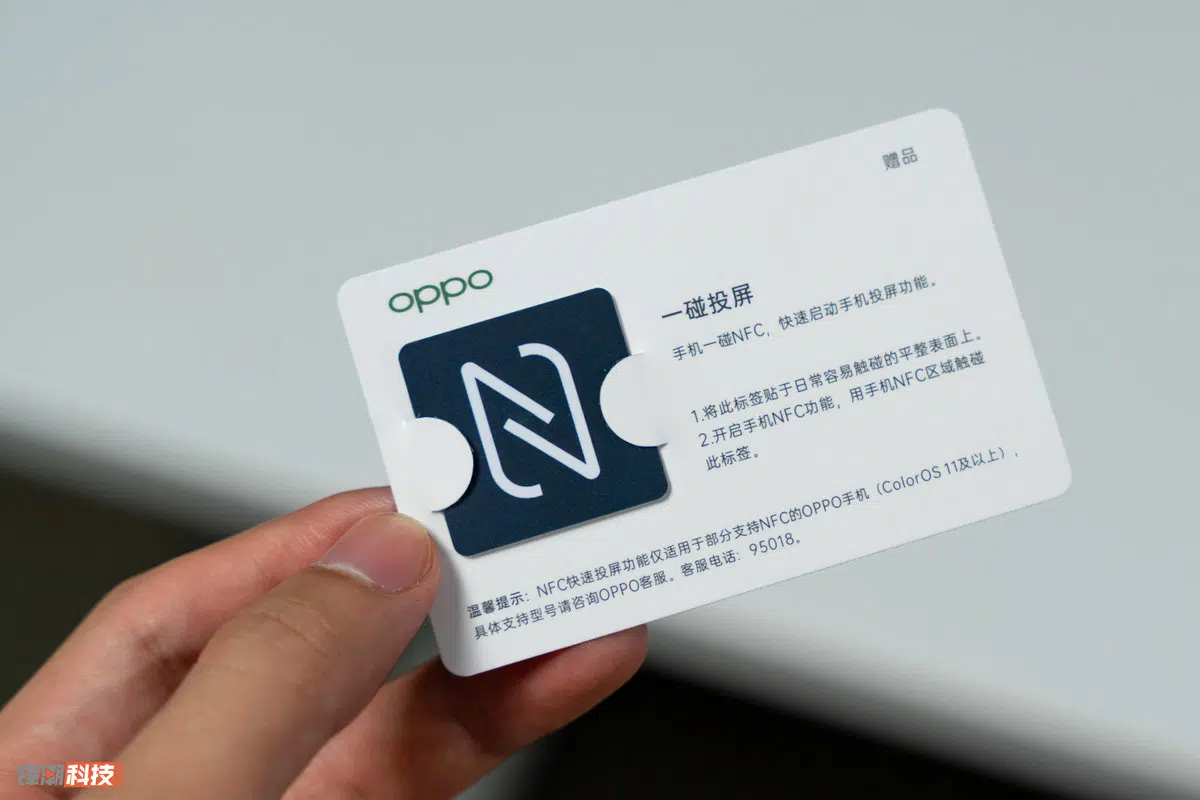 赠品
oppo
一碰投屏
手机一碰NFC，快速启动手机投屏功能。
1.将此标签贴于日常容易触碰的平整表面上。
2.开启手机NFC功能，用手机NFC区域触碰
此标签。
温馨提示：NFC快速投屏功能仅适用于部分支持NFC的OPPO手机（ColorOS 11及以上），
具体支持型号请咨询OPPO客服。客服电话：95018。
科技